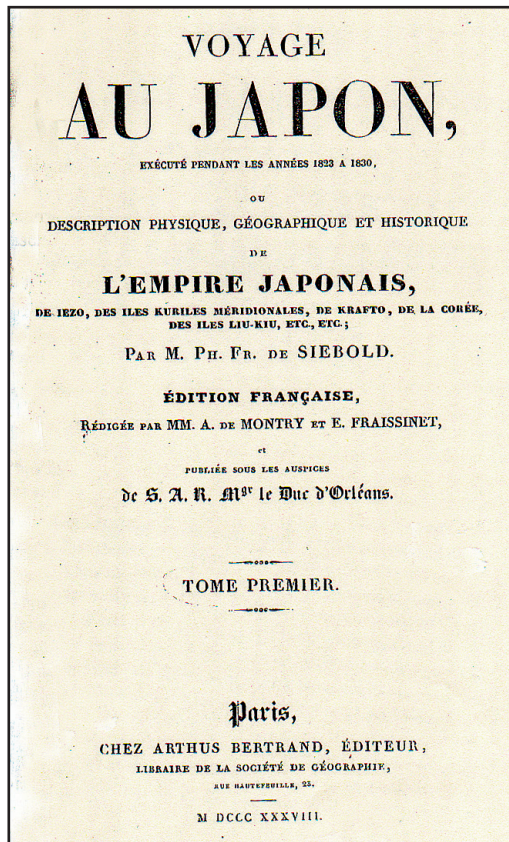 VOYAGE
AU JAPON,
EXÉCUTÉ PENDANT LES ANNÉES 1823 A 1830,
OU
DESCRIPTION PHYSIQUE, GÉOGRAPHIQUE ET HISTORIQUE
DE
L'EMPIRE JAPONAIS,
DE IEZO, DES ILES KURILES MÉRIDIONALES, DE KRAFTO, DE LA CORÉE,
DES ILES LIU-KIU, ETC., ETC.;
PAR M. PH. FR. DE SIEBOLD.
ÉDITION FRANÇAISE,
RÉDIGÉE PAR MM. A. DE MONTRY ET E. FRAISSINET,
et
PUBLIÉE SOUS LES AUSPICES
de S. A. R. Mgr le Duc d'Orléans.
TOME PREMIER.
Paris,
CHEZ ARTHUS BERTRAND, ÉDITEUR,
LIBRAIRE DE LA SOCIÉTÉ DE GÉOGRAPHIE,
RUE HAUTEFEUILLE, 23.
M DCCC XXXVIII.